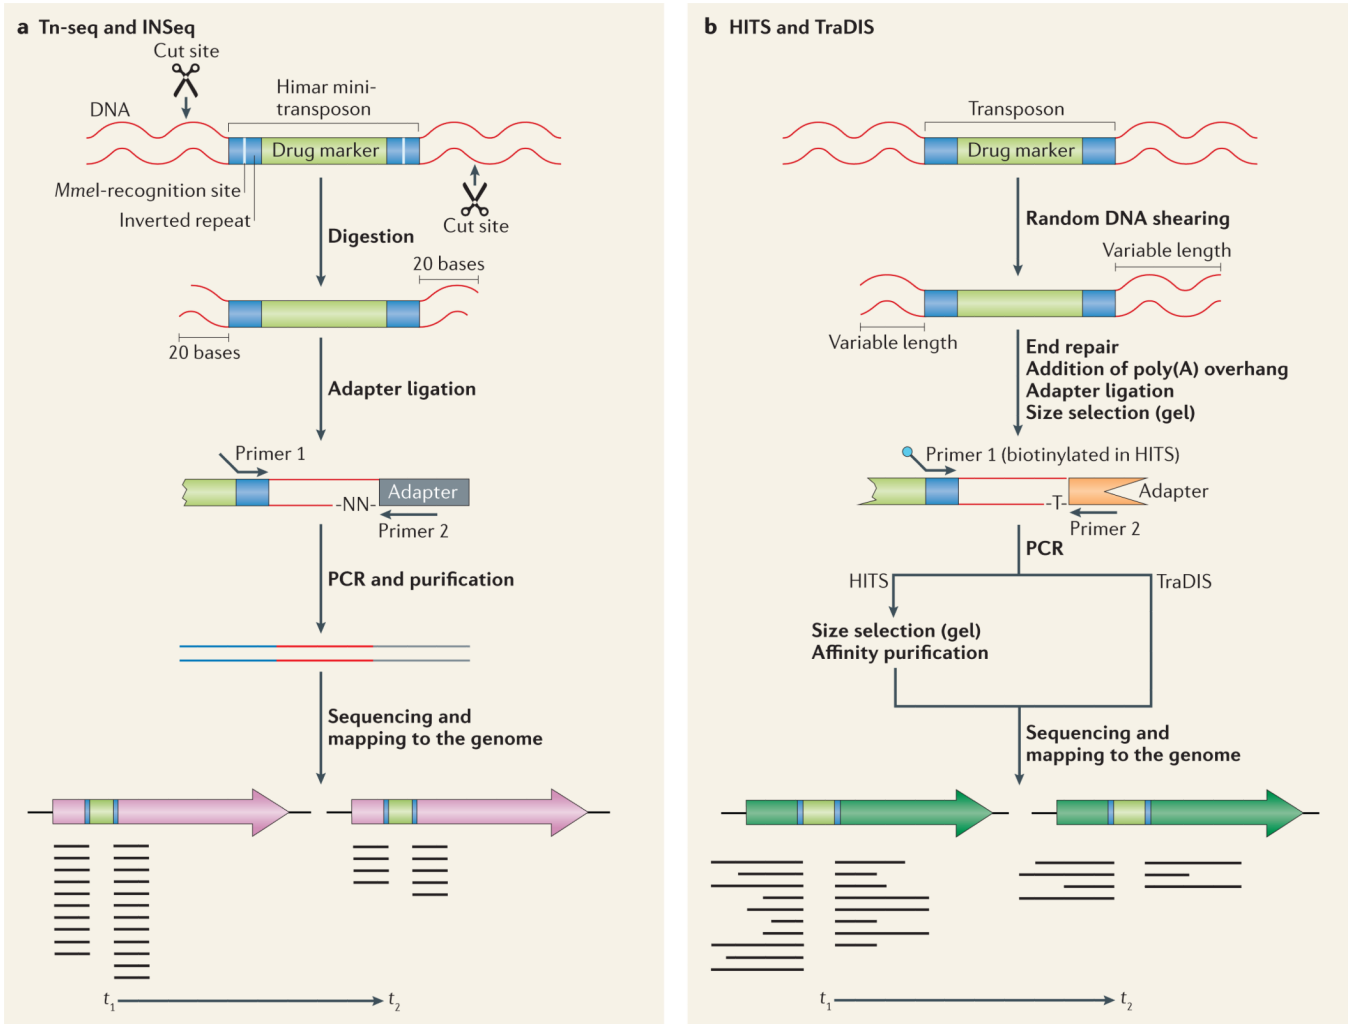 a Tn-seq and INSeq
Cut site
Himar mini-
transposon
DNA
Drug marker
MmeI-recognition site
Inverted repeat
Cut site
Digestion
20 bases
20 bases
Adapter ligation
Primer 1
-NN-
Adapter
Primer 2
PCR and purification
Sequencing and
mapping to the genome
t1
t2
b HITS and TraDIS
Transposon
Drug marker
Random DNA shearing
Variable length
Variable length
End repair
Addition of poly(A) overhang
Adapter ligation
Size selection (gel)
Primer 1 (biotinylated in HITS)
-T-
Adapter
Primer 2
PCR
HITS
TraDIS
Size selection (gel)
Affinity purification
Sequencing and
mapping to the genome
t1
t2